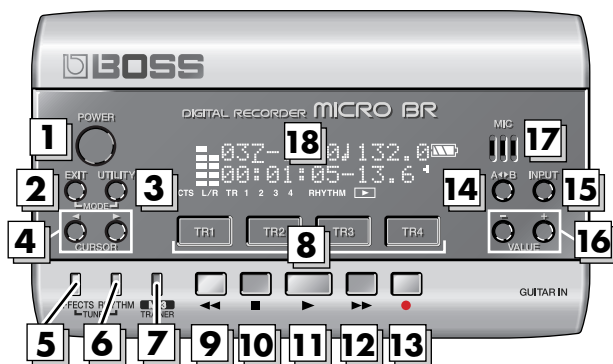 BOSS
DIGITAL RECORDER MICRO BR
1
POWER
MIC
17
18
037- 0♩132.0
00:01:05-13.6
2
EXIT UTILITY
3
MODE
14
A↔B INPUT
15
CTS L/R TR 1 2 3 4 RHYTHM
4
CURSOR
TR1
TR2
TR3
TR4
8
- +
VALUE
16
RHYTHM
TUNER
TRAINER
GUITAR IN
5
6
7
9
10
11
12
13